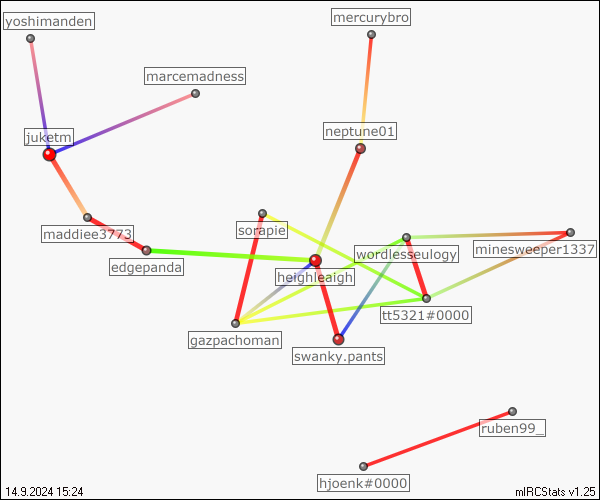 yoshimanden
mercurybro
marcemadness
neptune01
juketm
sorapie
maddiee3773
wordlesseulogy
minesweeper1337
edgepanda
heighleaigh
tt5321#0000
gazpachoman
swanky.pants
ruben99_
hjoenk#0000
14.9.2024 15:24
mIRCStats v1.25